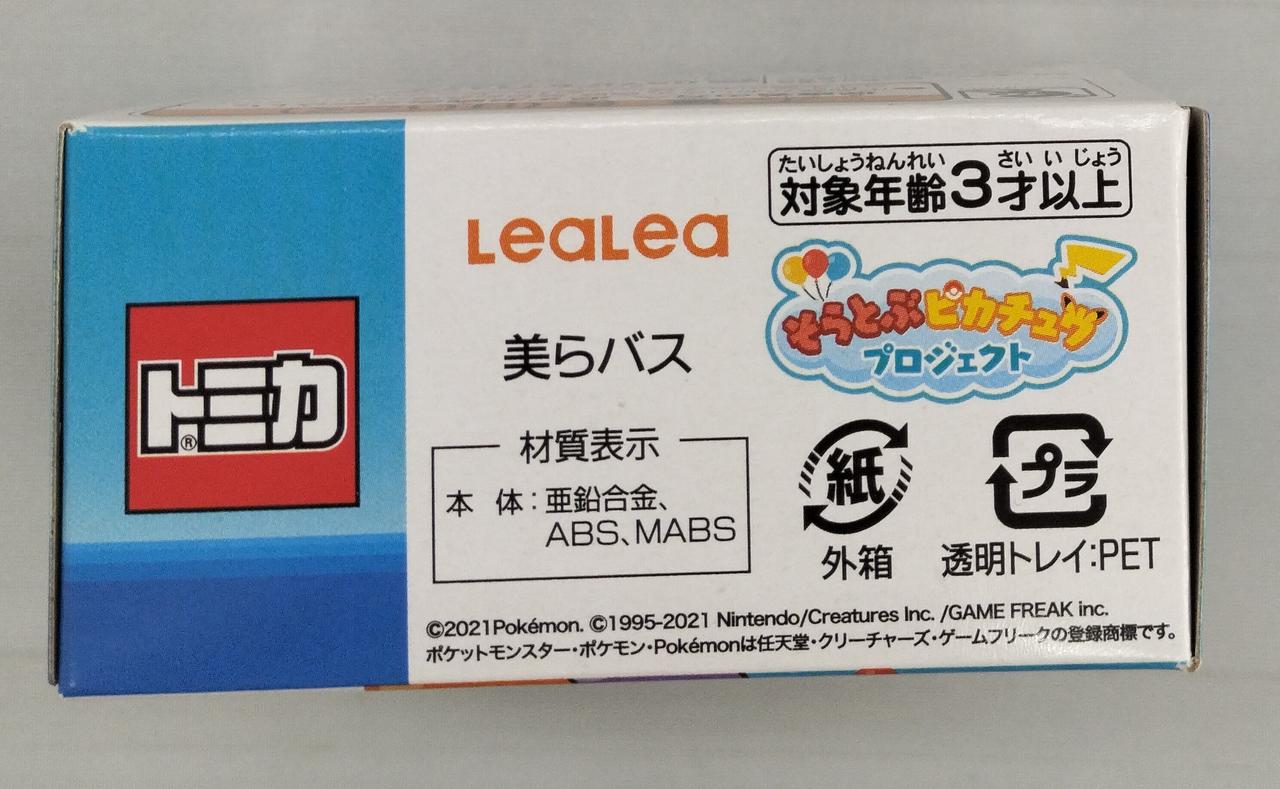 トミカ®
LeaLea
美らバス
材質表示
本 体：亜鉛合金、
ABS、MABS
たいしょうねんれい さい い じょう
対象年齢3才以上
そらとぶピカチュウ
プロジェクト
紙
外箱
プラ
透明トレイ：PET
©2021Pokémon. ©1995-2021 Nintendo/Creatures Inc. /GAME FREAK inc.
ポケットモンスター・ポケモン・Pokémonは任天堂・クリーチャーズ・ゲームフリークの登録商標です。